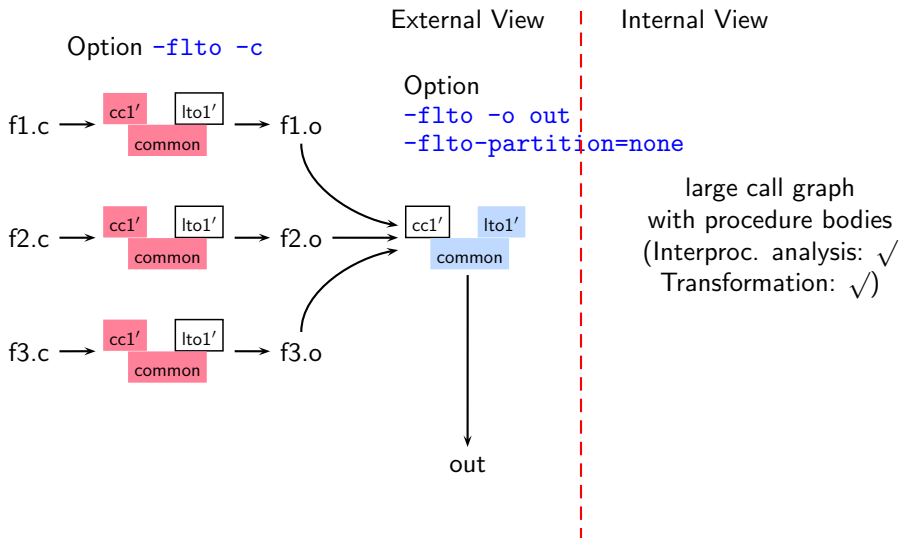 External View
Internal View
Option -flto -c
Option
-flto -o out
-flto-partition=none
f1.c
cc1′
lto1′
common
f1.o
f2.c
cc1′
lto1′
common
f2.o
cc1′
lto1′
common
f3.c
cc1′
lto1′
common
f3.o
out
large call graph
with procedure bodies
(Interproc. analysis: √
Transformation: √)